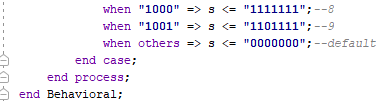 when "1000" => s <= "1111111";--8
when "1001" => s <= "1101111";--9
when others => s <= "0000000";--default
end case;
end process;
end Behavioral;